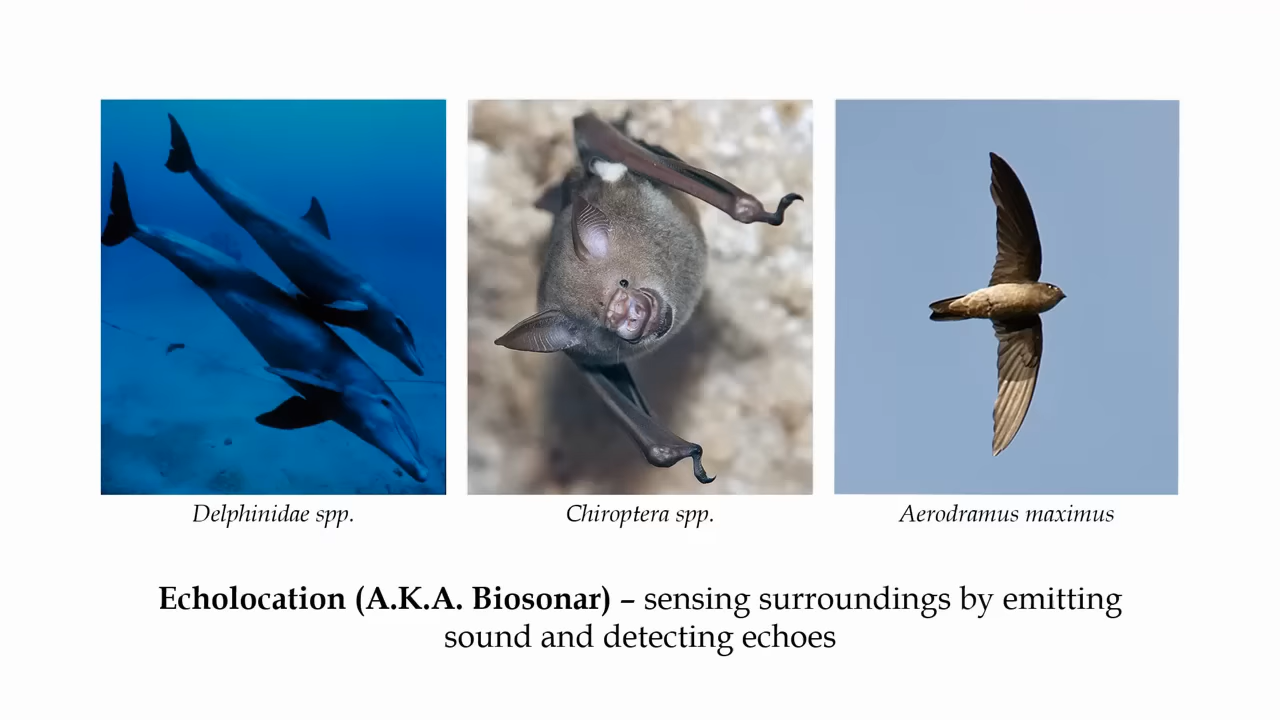 Delphinidae spp.
Chiroptera spp.
Aerodramus maximus
Echolocation (A.K.A. Biosonar) – sensing surroundings by emitting
sound and detecting echoes